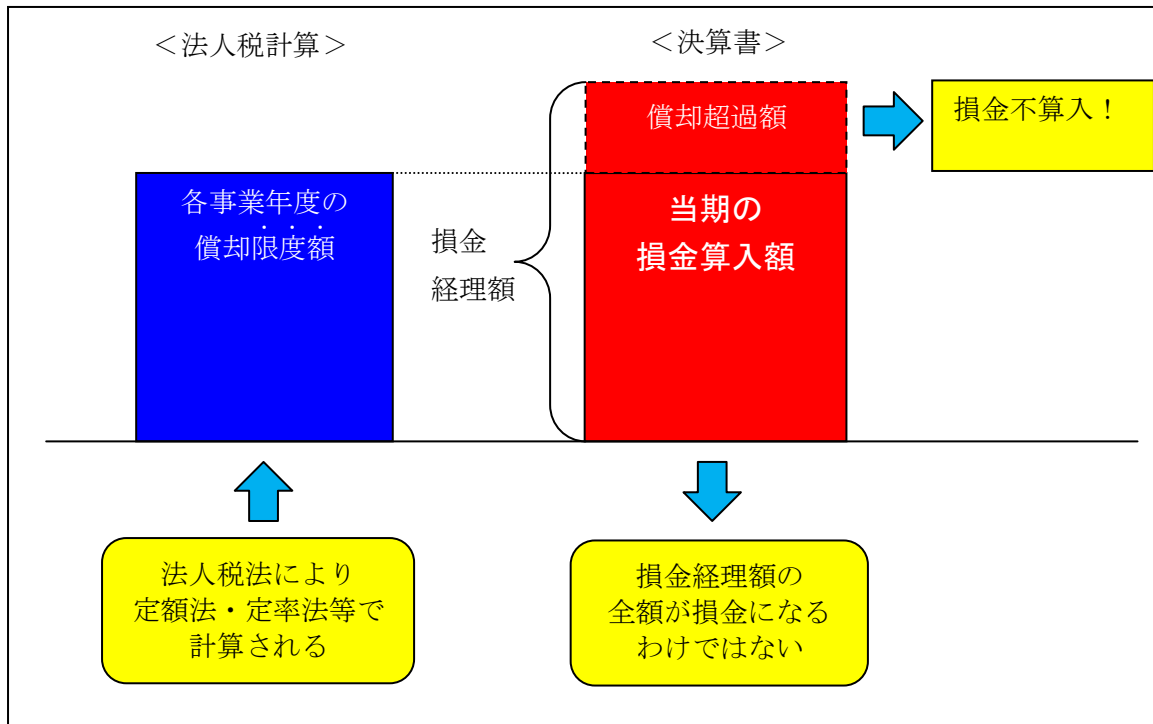 ＜法人税計算＞
＜決算書＞
償却超過額
損金不算入！
各事業年度の
償却限度額
損金
経理額
当期の
損金算入額
法人税法により
定額法・定率法等で
計算される
損金経理額の
全額が損金になる
わけではない